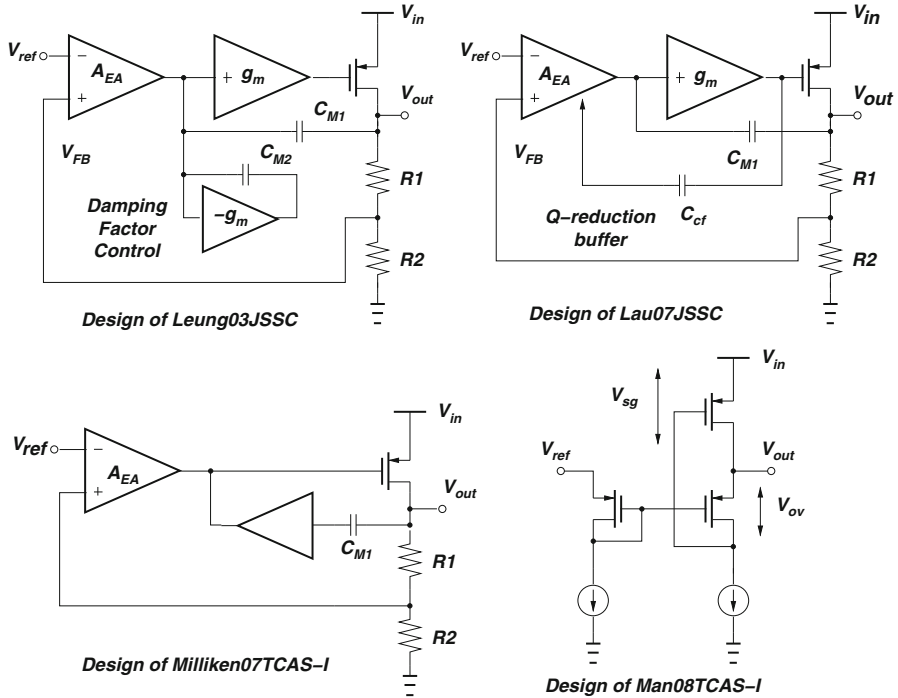 V_in
V_ref
−
A_EA
+
+ g_m
V_out
C_M1
V_FB
C_M2
Damping
Factor
Control
−g_m
R1
R2
Design of Leung03JSSC
V_in
V_ref
−
A_EA
+
+ g_m
V_out
V_FB
C_M1
C_cf
Q−reduction
buffer
R1
R2
Design of Lau07JSSC
V_in
V_ref
−
A_EA
+
V_out
C_M1
R1
R2
Design of Milliken07TCAS−I
V_in
V_sg
V_ref
V_out
V_ov
Design of Man08TCAS−I